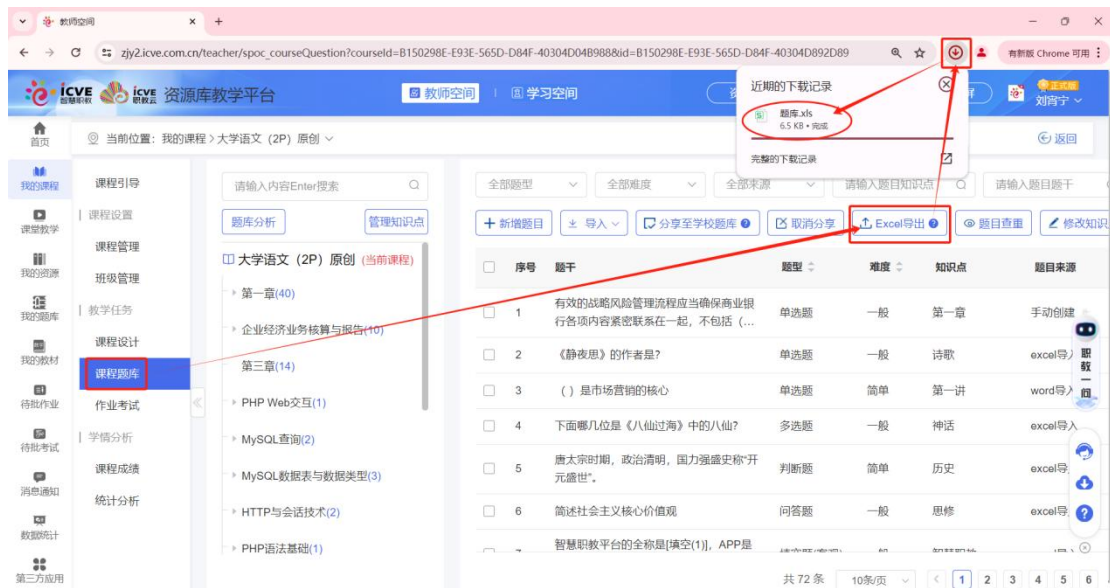 教师空间
zjy2.icve.com.cn/teacher/spoc_courseQuestion?courseId=B150298E-E93E-565D-D84F-40304D04B988&id=B150298E-E93E-565D-D84F-40304D892D89
有新版 Chrome 可用
icve 智慧职教
icve 职教云
资源库教学平台
教师空间
学习空间
正式版
刘宵宁
近期的下载记录
题库.xls
6.5 KB • 完成
完整的下载记录
首页
我的课程
课堂教学
我的资源
我的题库
我的教材
待批作业
待批考试
消息通知
数据统计
第三方应用
当前位置：我的课程 > 大学语文（2P）原创
返回
课程引导
课程设置
课程管理
班级管理
教学任务
课程设计
课程题库
作业考试
学情分析
课程成绩
统计分析
请输入内容Enter搜索
题库分析
管理知识点
大学语文（2P）原创 (当前课程)
第一章(40)
企业经济业务核算与报告(10)
第三章(14)
PHP Web交互(1)
MySQL查询(2)
MySQL数据表与数据类型(3)
HTTP与会话技术(2)
PHP语法基础(1)
全部题型
全部难度
全部来源
请输入题目知识点
请输入题目题干
新增题目
导入
分享至学校题库
取消分享
Excel导出
题目查重
修改知识
序号 题干 题型 难度 知识点 题目来源
1 有效的战略风险管理流程应当确保商业银 单选题 一般 第一章 手动创建
行各项内容紧密联系在一起，不包括（...
2 《静夜思》的作者是? 单选题 一般 诗歌 excel导入
3 （ ）是市场营销的核心 单选题 简单 第一讲 word导入
4 下面哪几位是《八仙过海》中的八仙? 多选题 一般 神话 excel导入
5 唐太宗时期，政治清明，国力强盛史称“开 判断题 简单 历史 excel导
元盛世”。
6 简述社会主义核心价值观 问答题 一般 思修 excel导
智慧职教平台的全称是[填空(1)]，APP是
职教一问
共 72 条
10条/页
1 2 3 4 5 6